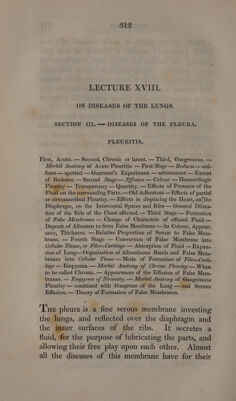 312
LECTURE XVIII.
ON DISEASES OF THE LUNGS.
SECTION III. — DISEASES OF THE PLEURA.
PLEURITIS.
First, Acute. — Second, Chronic or latent. — Third, Gangrenous. —
Morbid Anatomy of Acute Pleuritis. — First Stage — Redness — uni-
form — spotted — Gasment's Experiment — arborescent — Extent
of Redness. — Second Stage — Effusion — Colour — Hæmorrhagic
Pleurisy — Transparency — Quantity. — Effects of Pressure of the
Fluid on the surrounding Parts. — Old Adhesions — Effects of partial
or circumscribed Pleurisy. — Effects in displacing the Heart, on the
Diaphragm, on the Intercostal Spaces and Ribs — General Dilata-
tion of the Side of the Chest affected. — Third Stage — Formation
of False Membranes — Change of Characters of effused Fluid —
Deposit of Albumen to form False Membrane — its Colour, Appear-
ance, Thickness. — Relative Proportion of Serum to False Mem-
brane. — Fourth Stage — Conversion of False Membrane into
Cellular Tissue, or Fibro-Cartilage — Absorption of Fluid — Expan-
sion of Lung — Organisation of Albuminous Bands and False Mem-
branes into Cellular Tissue — Mode of Formation of Fibro-Carti-
lage — Empyema. — Morbid Anatomy of Chronic Pleurisy — When
to be called Chronic. — Appearances of the Effusion of False Mem-
branes. — Empyema of Necessity. — Morbid Anatomy of Gangrenous
Pleurisy — combined with Gangrene of the Lung — and Serous
Effusion. — Theory of Formation of False Membranes.
THE pleura is a fine serous membrane investing
the lungs, and reflected over the diaphragm and
the inner surfaces of the ribs. It secretes a
fluid, for the purpose of lubricating the parts, and
allowing their free play upon each other. Almost
all the diseases of this membrane have for their